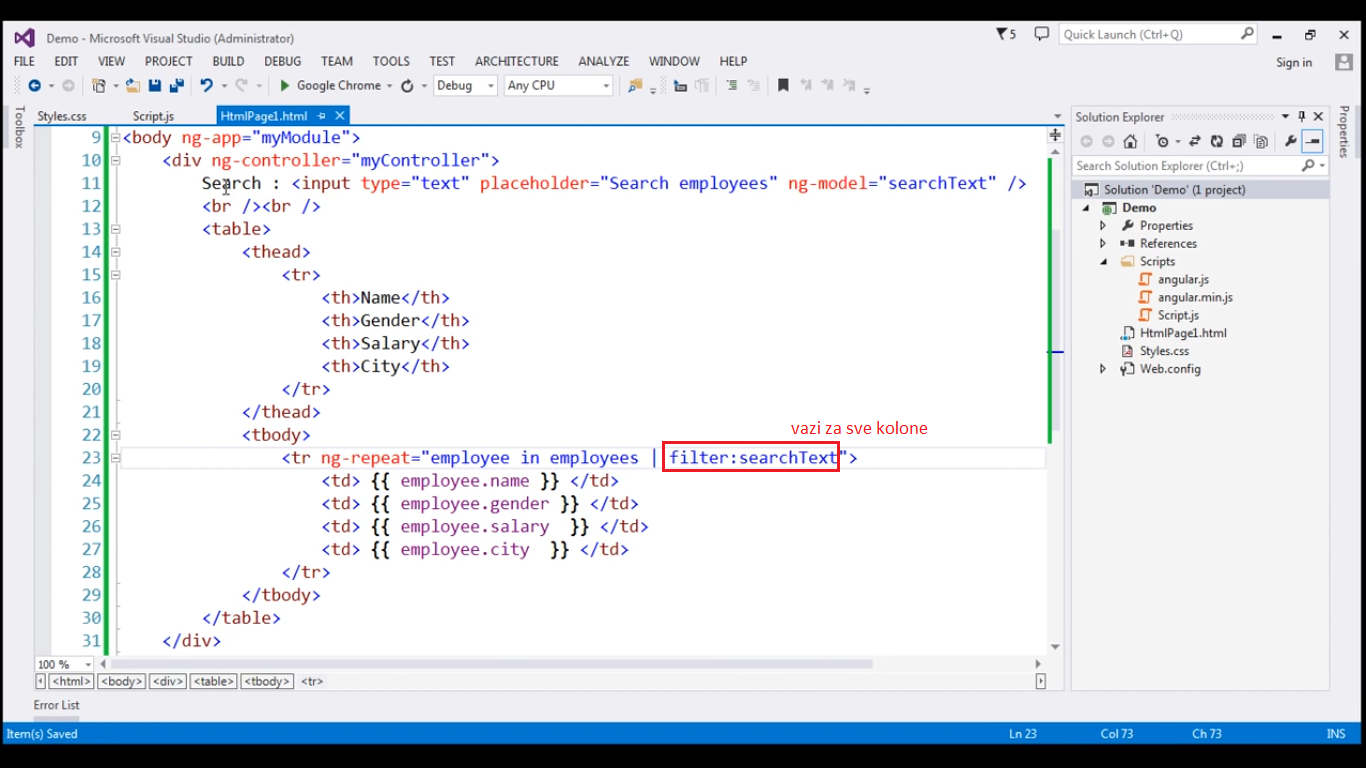 Demo - Microsoft Visual Studio (Administrator)
5
Quick Launch (Ctrl+Q)
FILE EDIT VIEW PROJECT BUILD DEBUG TEAM TOOLS TEST ARCHITECTURE ANALYZE WINDOW HELP
Sign in
Google Chrome Debug Any CPU
Toolbox
Styles.css Script.js HtmlPage1.html
9 <body ng-app="myModule">
10 <div ng-controller="myController">
11 Search : <input type="text" placeholder="Search employees" ng-model="searchText" />
12 <br /><br />
13 <table>
14 <thead>
15 <tr>
16 <th>Name</th>
17 <th>Gender</th>
18 <th>Salary</th>
19 <th>City</th>
20 </tr>
21 </thead>
22 <tbody>
vazi za sve kolone
23 <tr ng-repeat="employee in employees | filter:searchText">
24 <td> {{ employee.name }} </td>
25 <td> {{ employee.gender }} </td>
26 <td> {{ employee.salary  }} </td>
27 <td> {{ employee.city  }} </td>
28 </tr>
29 </tbody>
30 </table>
31 </div>
100 %
<html> <body> <div> <table> <tbody> <tr>
Solution Explorer
Search Solution Explorer (Ctrl+;)
Solution 'Demo' (1 project)
Demo
Properties
References
Scripts
angular.js
angular.min.js
Script.js
HtmlPage1.html
Styles.css
Web.config
Properties
Error List
Item(s) Saved
Ln 23 Col 73 Ch 73 INS